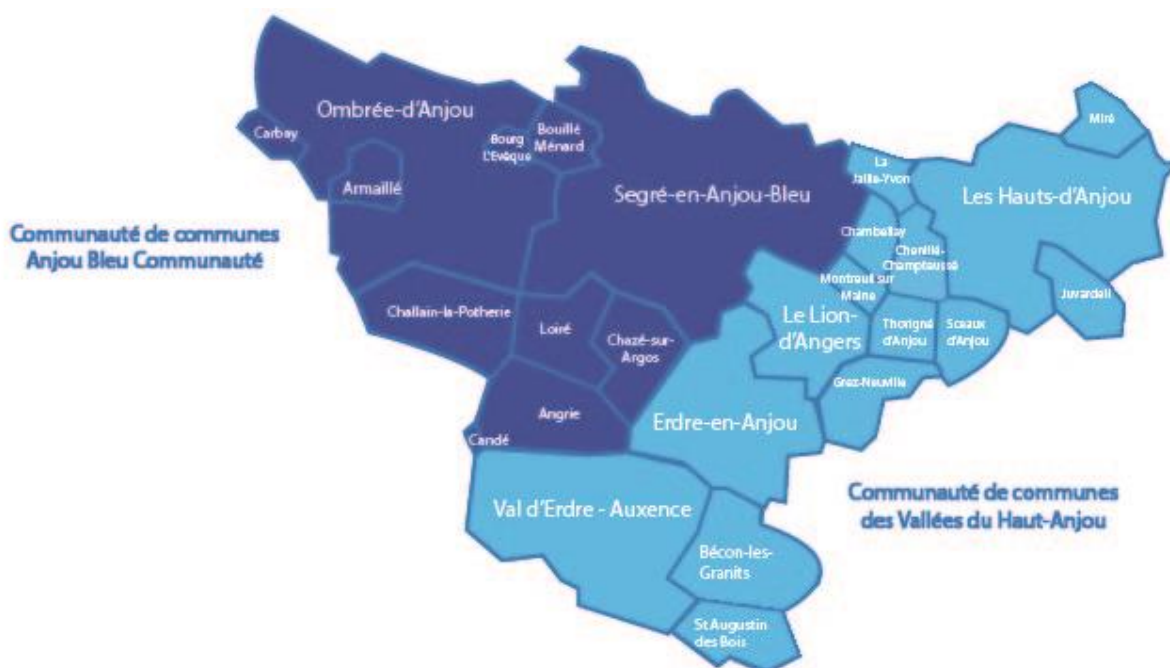 Ombrée-d'Anjou
Carbay
Bourg
L'Evêque
Bouillé
Ménard
Armaillé
Segré-en-Anjou-Bleu
Miré
La
Jaille-Yvon
Les Hauts-d'Anjou
Communauté de communes
Anjou Bleu Communauté
Chambellay
Chenillé-
Champteussé
Montreuil sur
Maine
Juvardeil
Challain-la-Potherie
Loiré
Chazé-sur-
Argos
Le Lion-
d'Angers
Thorigné
d'Anjou
Sceaux
d'Anjou
Grez-Neuville
Angrie
Candé
Erdre-en-Anjou
Val d'Erdre - Auxence
Communauté de communes
des Vallées du Haut-Anjou
Bécon-les-
Granits
St Augustin
des Bois